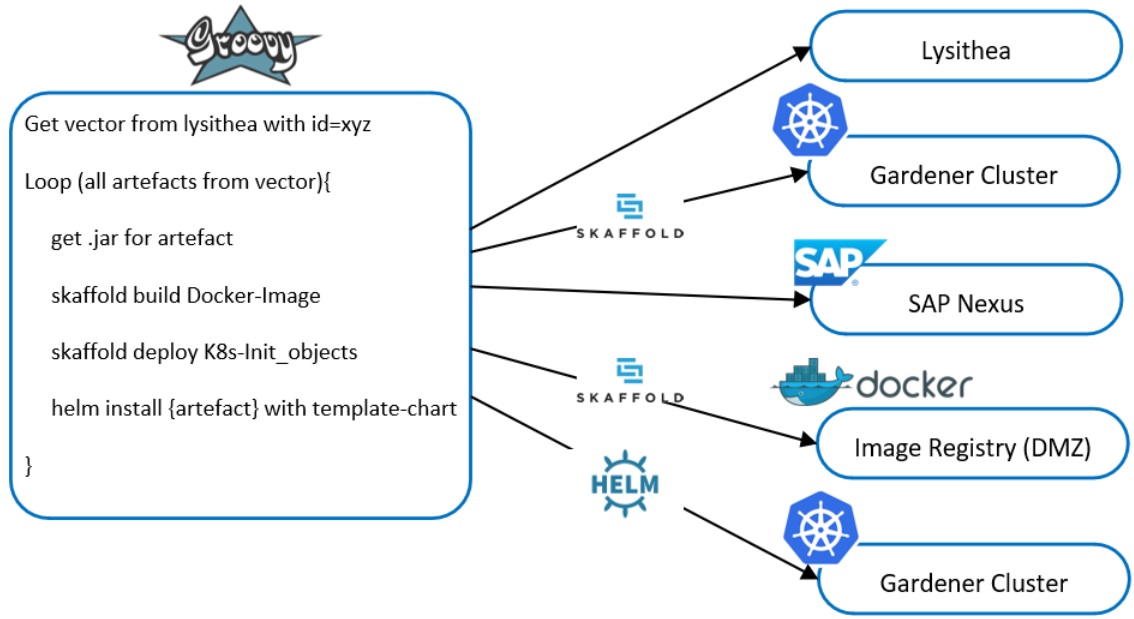 Groovy
Get vector from lysithea with id=xyz
Loop (all artefacts from vector){
get .jar for artefact
skaffold build Docker-Image
skaffold deploy K8s-Init_objects
helm install {artefact} with template-chart
}
Lysithea
SKAFFOLD
Gardener Cluster
SAP ®
SAP Nexus
SKAFFOLD
docker
Image Registry (DMZ)
HELM
Gardener Cluster